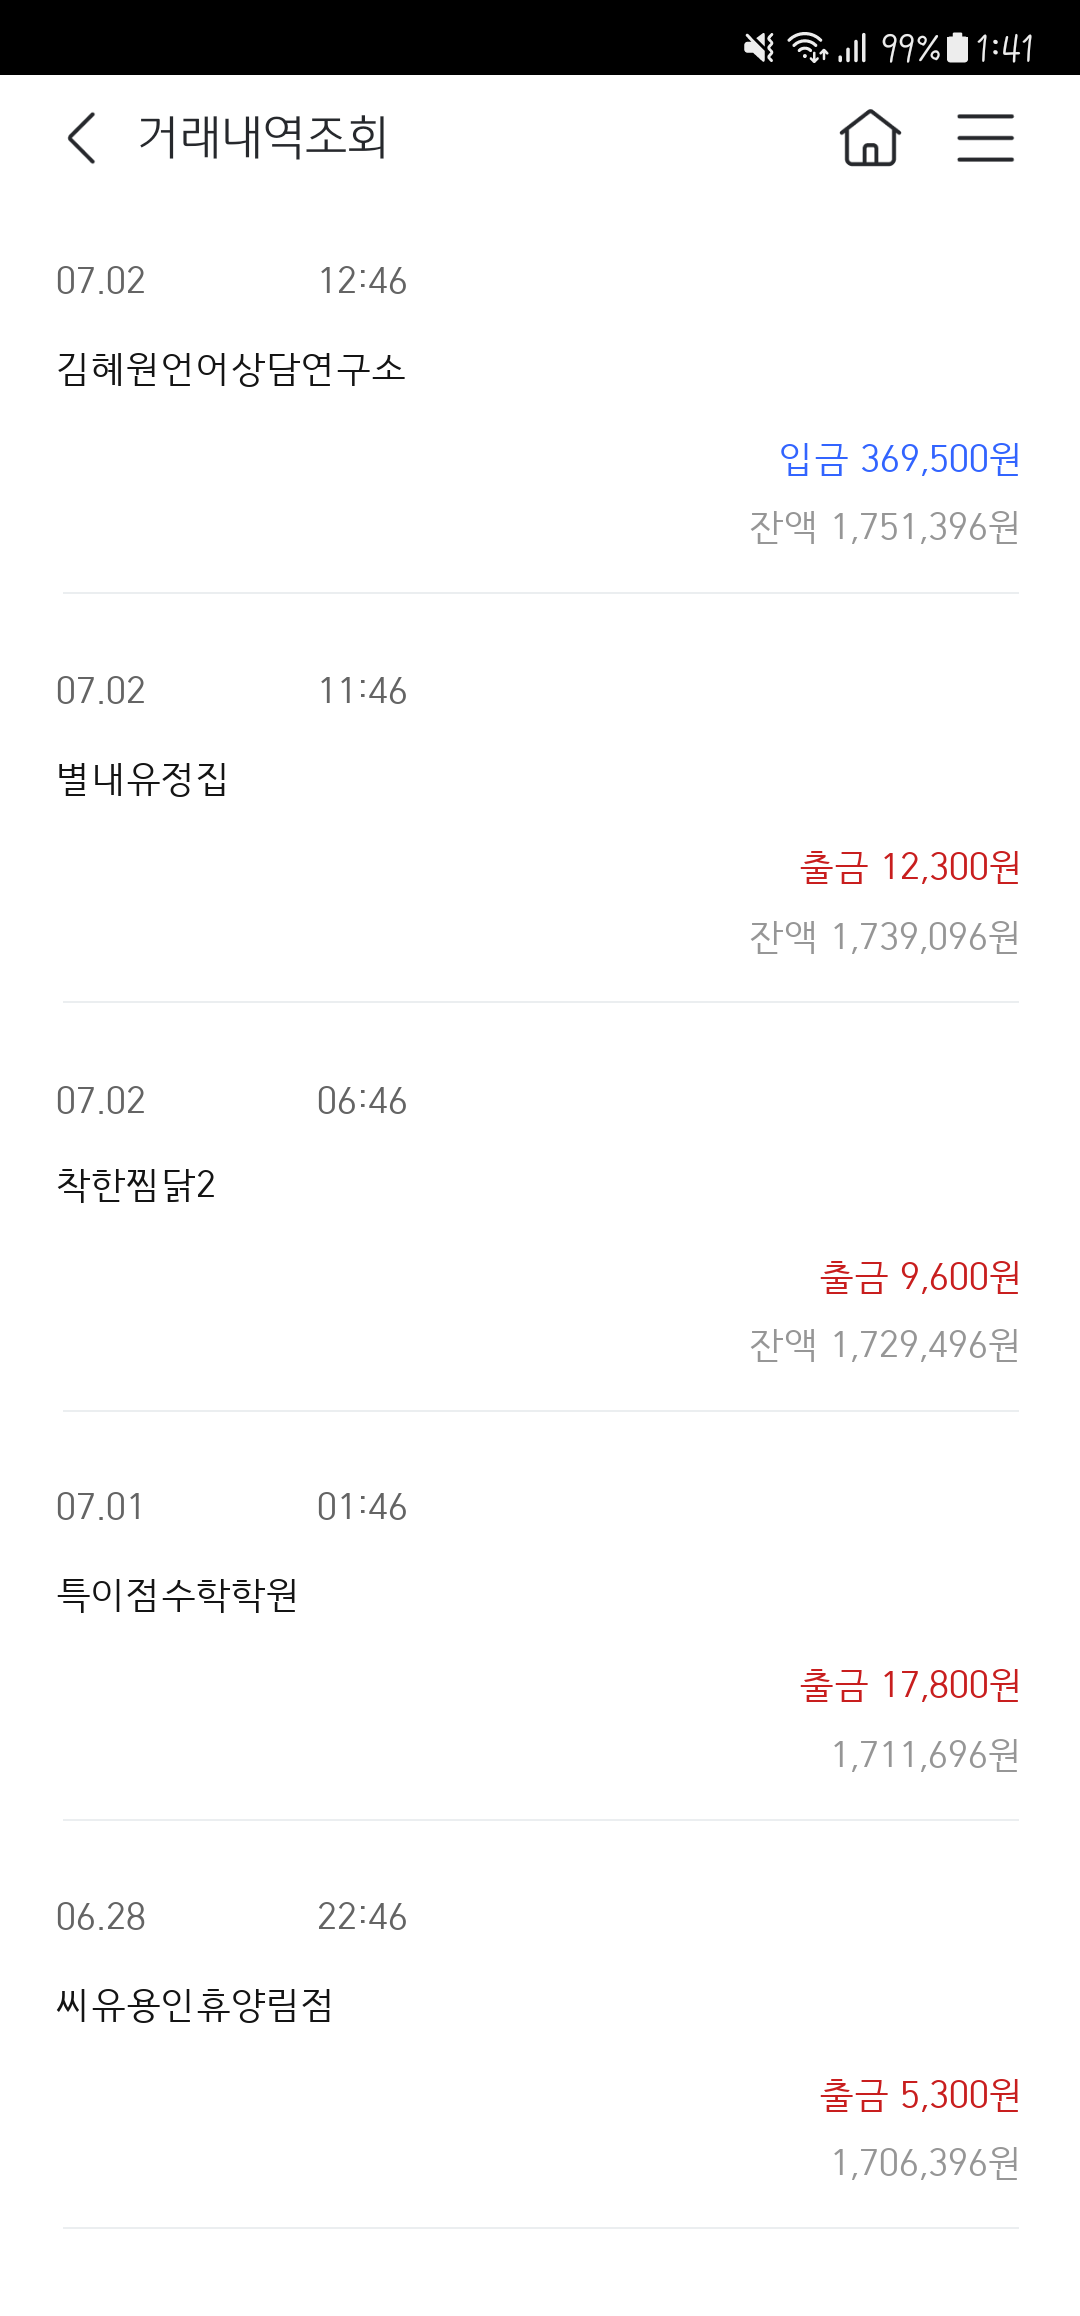 99% 1:41
거래내역조회
07.02 12:46
김혜원언어상담연구소
입금 369,500원
잔액 1,751,396원
07.02 11:46
별내유정집
출금 12,300원
잔액 1,739,096원
07.02 06:46
착한찜닭2
출금 9,600원
잔액 1,729,496원
07.01 01:46
특이점수학학원
출금 17,800원
1,711,696원
06.28 22:46
씨유용인휴양림점
출금 5,300원
1,706,396원